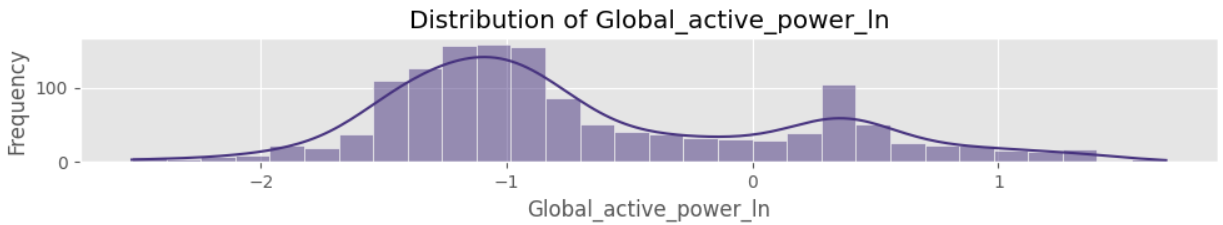 Distribution of Global_active_power_ln
Frequency
100
0
−2
−1
0
1
Global_active_power_ln